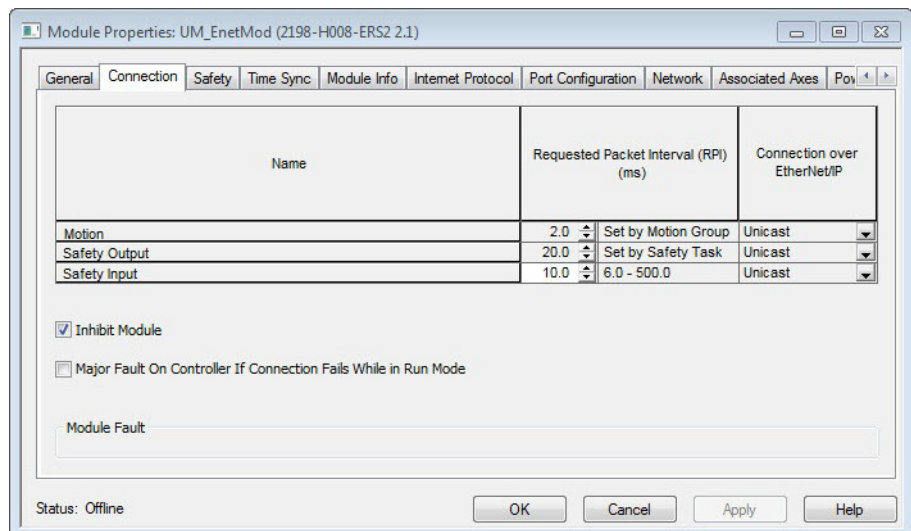 Module Properties: UM_EnetMod (2198-H008-ERS2 2.1)
General Connection Safety Time Sync Module Info Internet Protocol Port Configuration Network Associated Axes
Name Requested Packet Interval (RPI) (ms) Connection over EtherNet/IP
Motion 2.0 Set by Motion Group Unicast
Safety Output 20.0 Set by Safety Task Unicast
Safety Input 10.0 6.0 - 500.0 Unicast
Inhibit Module
Major Fault On Controller If Connection Fails While in Run Mode
Module Fault
Status: Offline OK Cancel Apply Help